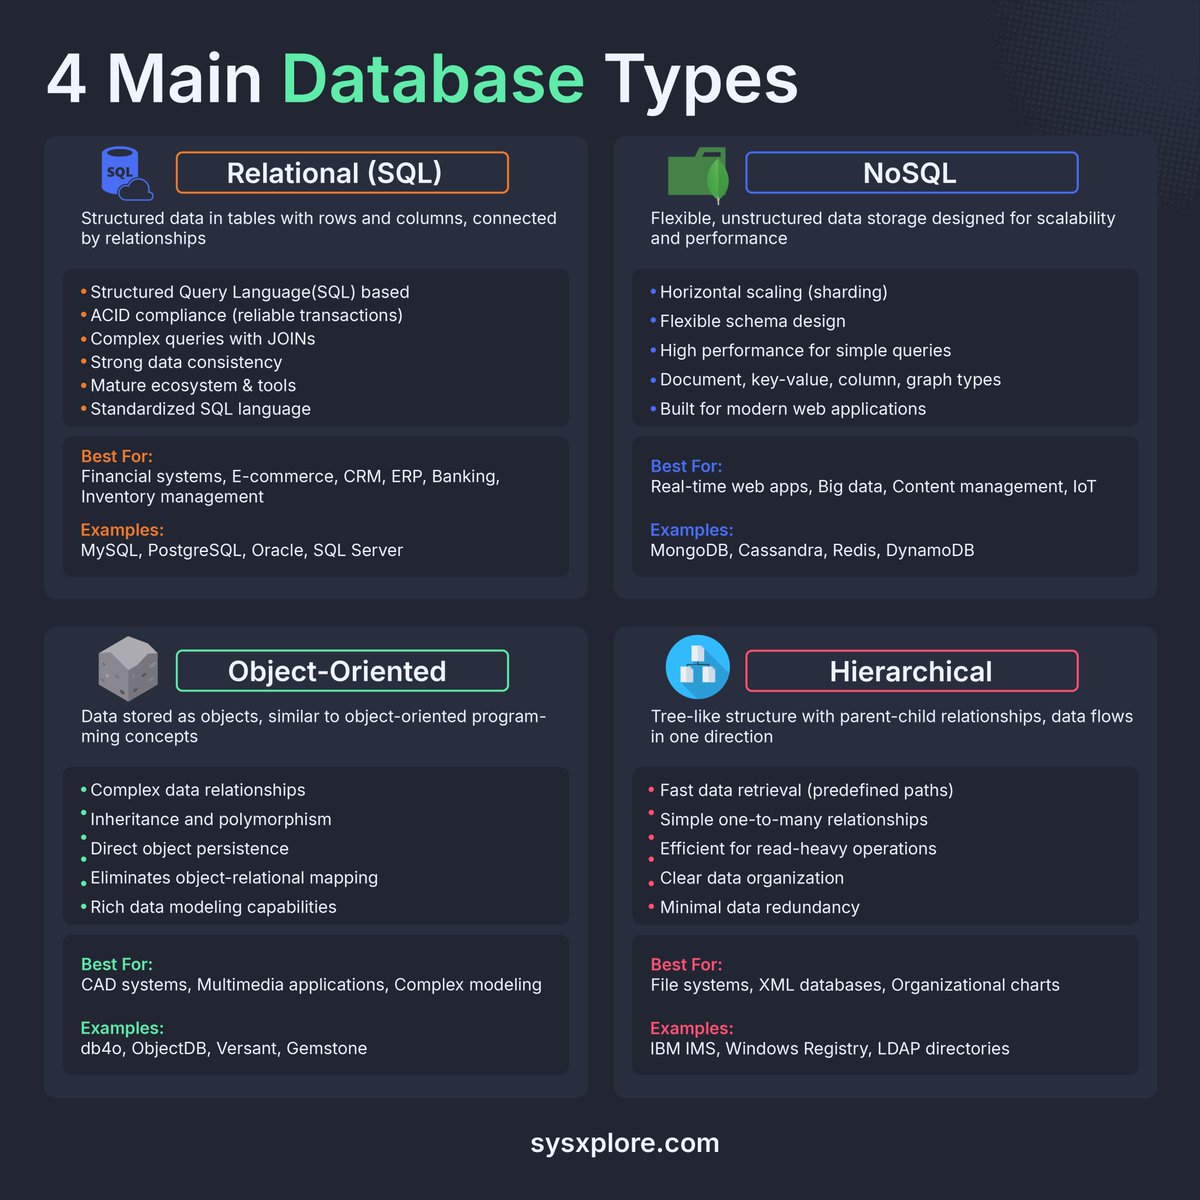 4 Main Database Types
SQL
Relational (SQL)
Structured data in tables with rows and columns, connected
by relationships
• Structured Query Language(SQL) based
• ACID compliance (reliable transactions)
• Complex queries with JOINs
• Strong data consistency
• Mature ecosystem & tools
• Standardized SQL language
Best For:
Financial systems, E-commerce, CRM, ERP, Banking,
Inventory management
Examples:
MySQL, PostgreSQL, Oracle, SQL Server
NoSQL
Flexible, unstructured data storage designed for scalability
and performance
• Horizontal scaling (sharding)
• Flexible schema design
• High performance for simple queries
• Document, key-value, column, graph types
• Built for modern web applications
Best For:
Real-time web apps, Big data, Content management, IoT
Examples:
MongoDB, Cassandra, Redis, DynamoDB
Object-Oriented
Data stored as objects, similar to object-oriented program-
ming concepts
• Complex data relationships
• Inheritance and polymorphism
• Direct object persistence
• Eliminates object-relational mapping
• Rich data modeling capabilities
Best For:
CAD systems, Multimedia applications, Complex modeling
Examples:
db4o, ObjectDB, Versant, Gemstone
Hierarchical
Tree-like structure with parent-child relationships, data flows
in one direction
• Fast data retrieval (predefined paths)
• Simple one-to-many relationships
• Efficient for read-heavy operations
• Clear data organization
• Minimal data redundancy
Best For:
File systems, XML databases, Organizational charts
Examples:
IBM IMS, Windows Registry, LDAP directories
sysxplore.com